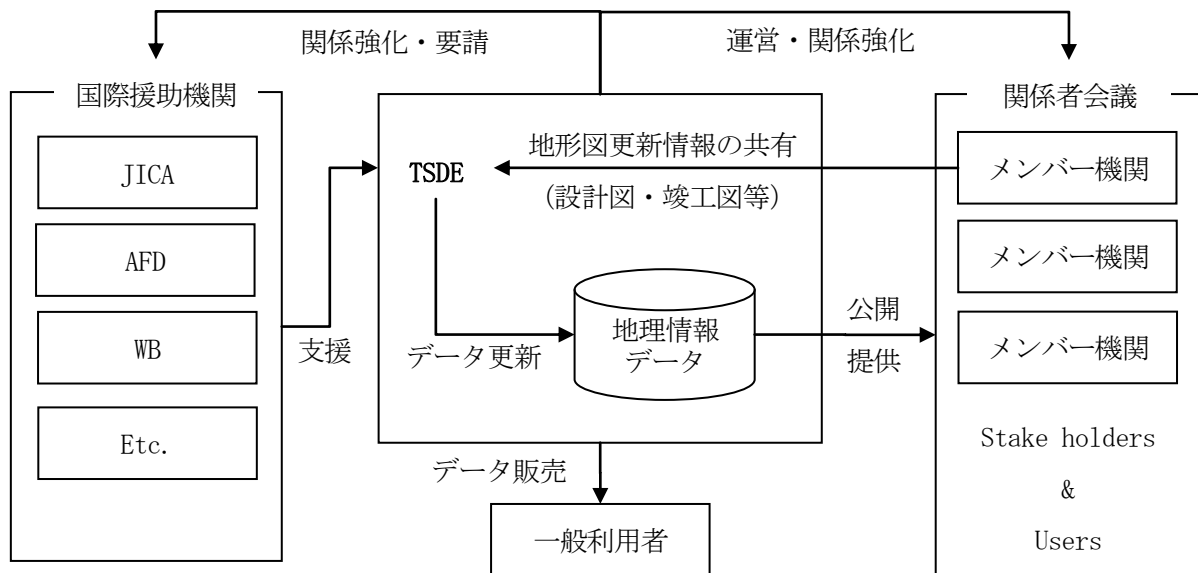 関係強化・要請
運営・関係強化
国際援助機関
JICA
AFD
WB
Etc.
支援
TSDE
地形図更新情報の共有
(設計図・竣工図等)
データ更新
地理情報
データ
公開
提供
関係者会議
メンバー機関
メンバー機関
メンバー機関
Stake holders
&
Users
データ販売
一般利用者